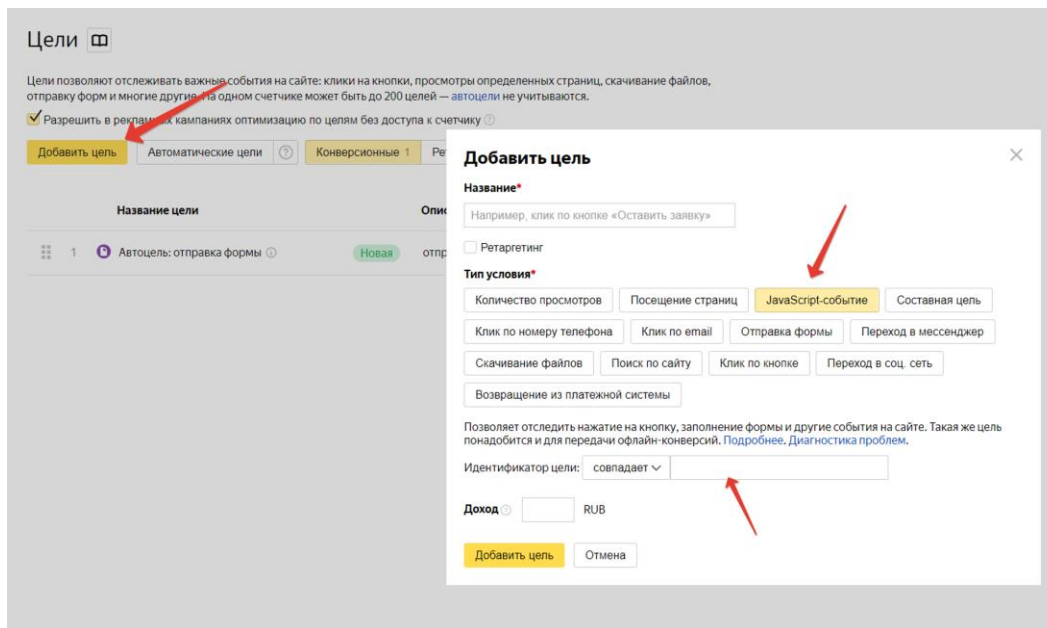 Цели
Цели позволяют отслеживать важные события на сайте: клики на кнопки, просмотры определенных страниц, скачивание файлов,
отправку форм и многие другие. На одном счетчике может быть до 200 целей — автоцели не учитываются.
Разрешить в рекламных кампаниях оптимизацию по целям без доступа к счетчику ?
Добавить цель Автоматические цели ? Конверсионные 1 Ре
Название цели Опис
1 Автоцель: отправка формы Новая отпр
Добавить цель
Название*
Например, клик по кнопке «Оставить заявку»
Ретаргетинг
Тип условия*
Количество просмотров Посещение страниц JavaScript-событие Составная цель
Клик по номеру телефона Клик по email Отправка формы Переход в мессенджер
Скачивание файлов Поиск по сайту Клик по кнопке Переход в соц. сеть
Возвращение из платежной системы
Позволяет отследить нажатие на кнопку, заполнение формы и другие события на сайте. Такая же цель
понадобится и для передачи офлайн-конверсий. Подробнее. Диагностика проблем.
Идентификатор цели: совпадает
Доход ? RUB
Добавить цель Отмена